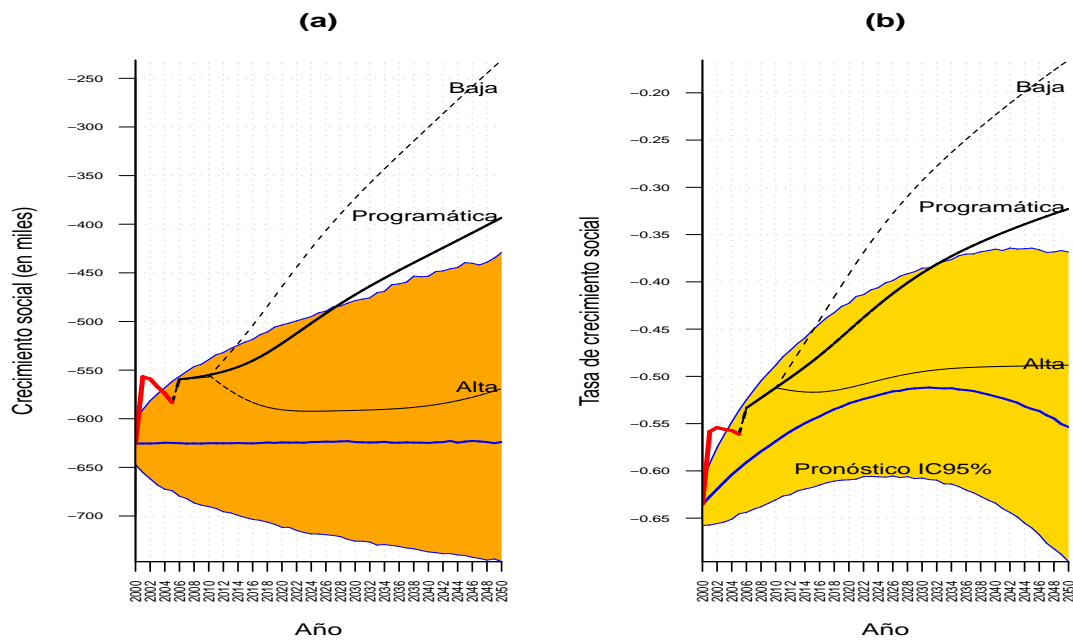 (a)
Crecimiento social (en miles)
−250
−300
−350
−400
−450
−500
−550
−600
−650
−700
Baja
Programática
Alta
2000 2002 2004 2006 2008 2010 2012 2014 2016 2018 2020 2022 2024 2026 2028 2030 2032 2034 2036 2038 2040 2042 2044 2046 2048 2050
Año
(b)
Tasa de crecimiento social
−0.20
−0.25
−0.30
−0.35
−0.40
−0.45
−0.50
−0.55
−0.60
−0.65
Baja
Programática
Alta
Pronóstico IC95%
2000 2002 2004 2006 2008 2010 2012 2014 2016 2018 2020 2022 2024 2026 2028 2030 2032 2034 2036 2038 2040 2042 2044 2046 2048 2050
Año